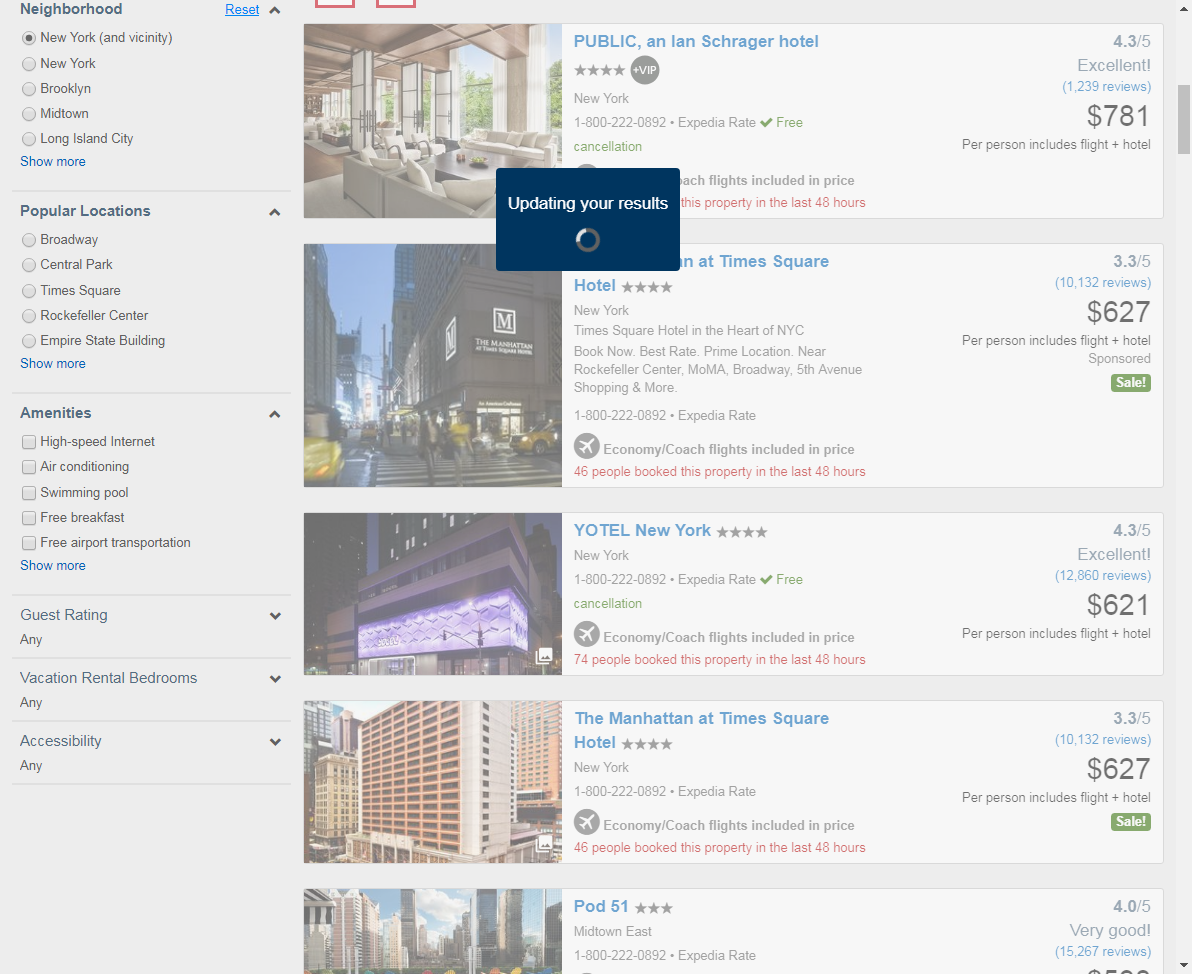 Neighborhood
Reset
New York (and vicinity)
New York
Brooklyn
Midtown
Long Island City
Show more
Popular Locations
Broadway
Central Park
Times Square
Rockefeller Center
Empire State Building
Show more
Amenities
High-speed Internet
Air conditioning
Swimming pool
Free breakfast
Free airport transportation
Show more
Guest Rating
Any
Vacation Rental Bedrooms
Any
Accessibility
Any
PUBLIC, an Ian Schrager hotel
+VIP
New York
1-800-222-0892 • Expedia Rate Free
cancellation
ach flights included in price
this property in the last 48 hours
4.3/5
Excellent!
(1,239 reviews)
$781
Per person includes flight + hotel
Updating your results
M
THE MANHATTAN
AT TIMES SQUARE HOTEL
M
n at Times Square
Hotel
New York
Times Square Hotel in the Heart of NYC
Book Now. Best Rate. Prime Location. Near
Rockefeller Center, MoMA, Broadway, 5th Avenue
Shopping & More.
1-800-222-0892 • Expedia Rate
Economy/Coach flights included in price
46 people booked this property in the last 48 hours
3.3/5
(10,132 reviews)
$627
Per person includes flight + hotel
Sponsored
Sale!
YOTEL New York
New York
1-800-222-0892 • Expedia Rate Free
cancellation
Economy/Coach flights included in price
74 people booked this property in the last 48 hours
4.3/5
Excellent!
(12,860 reviews)
$621
Per person includes flight + hotel
The Manhattan at Times Square
Hotel
New York
1-800-222-0892 • Expedia Rate
Economy/Coach flights included in price
46 people booked this property in the last 48 hours
3.3/5
(10,132 reviews)
$627
Per person includes flight + hotel
Sale!
Pod 51
Midtown East
1-800-222-0892 • Expedia Rate
4.0/5
Very good!
(15,267 reviews)